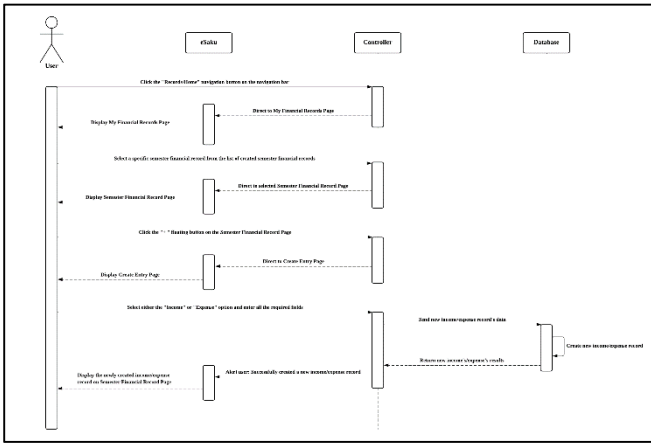 eSaku
Controller
Database
User
Click the "Records/Home" navigation button on the navigation bar
Direct to My Financial Records Page
Display My Financial Records Page
Select a specific semester financial record from the list of created semester financial records
Direct to selected Semester Financial Record Page
Display Semester Financial Record Page
Click the "+" floating button on the Semester Financial Record Page
Direct to Create Entry Page
Display Create Entry Page
Select either the "Income" or "Expense" option and enter all the required fields
Send new income/expense record's data
Create new income/expense record
Return new income's/expense's results
Alert user: Successfully created a new income/expense record
Display the newly created income/expense
record on Semester Financial Record Page